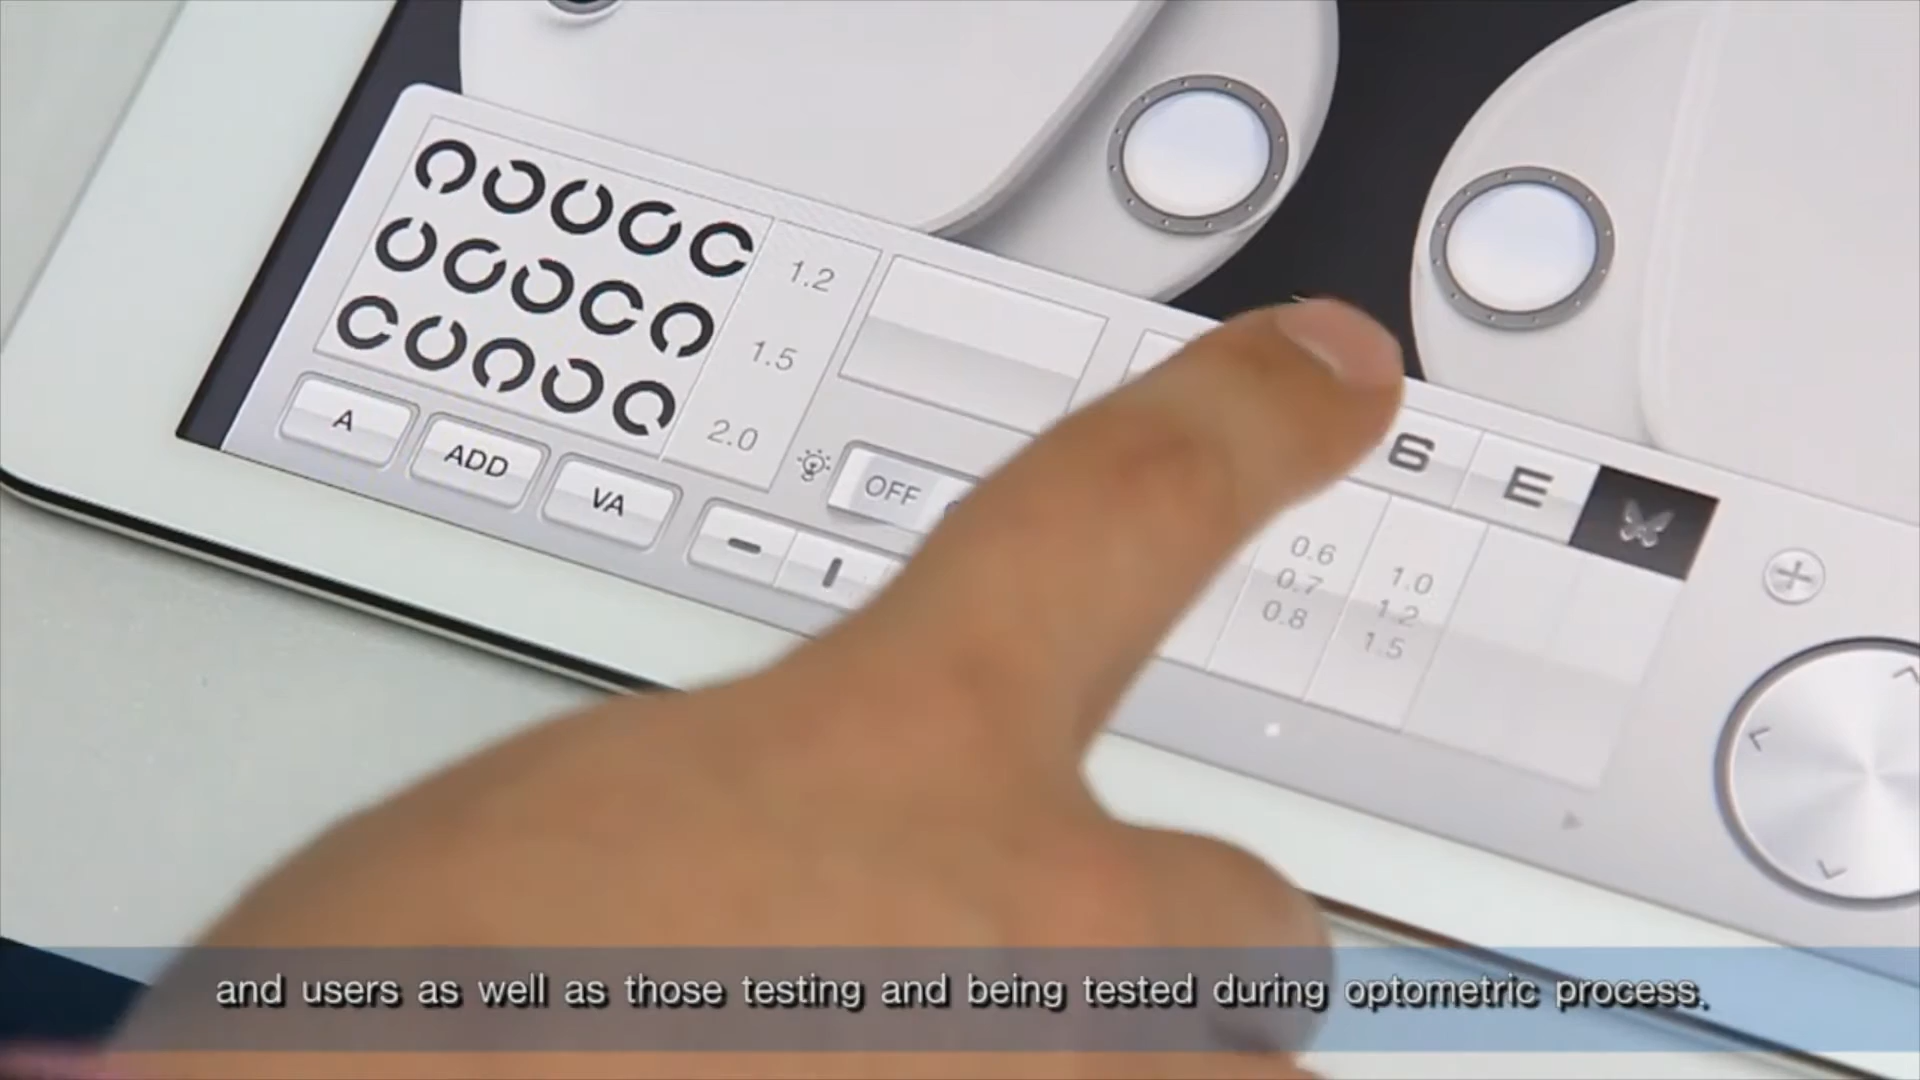 1.2
1.5
2.0
A
ADD
VA
OFF
6
E
0.6
0.7
0.8
1.0
1.2
1.5
and users as well as those testing and being tested during optometric process.